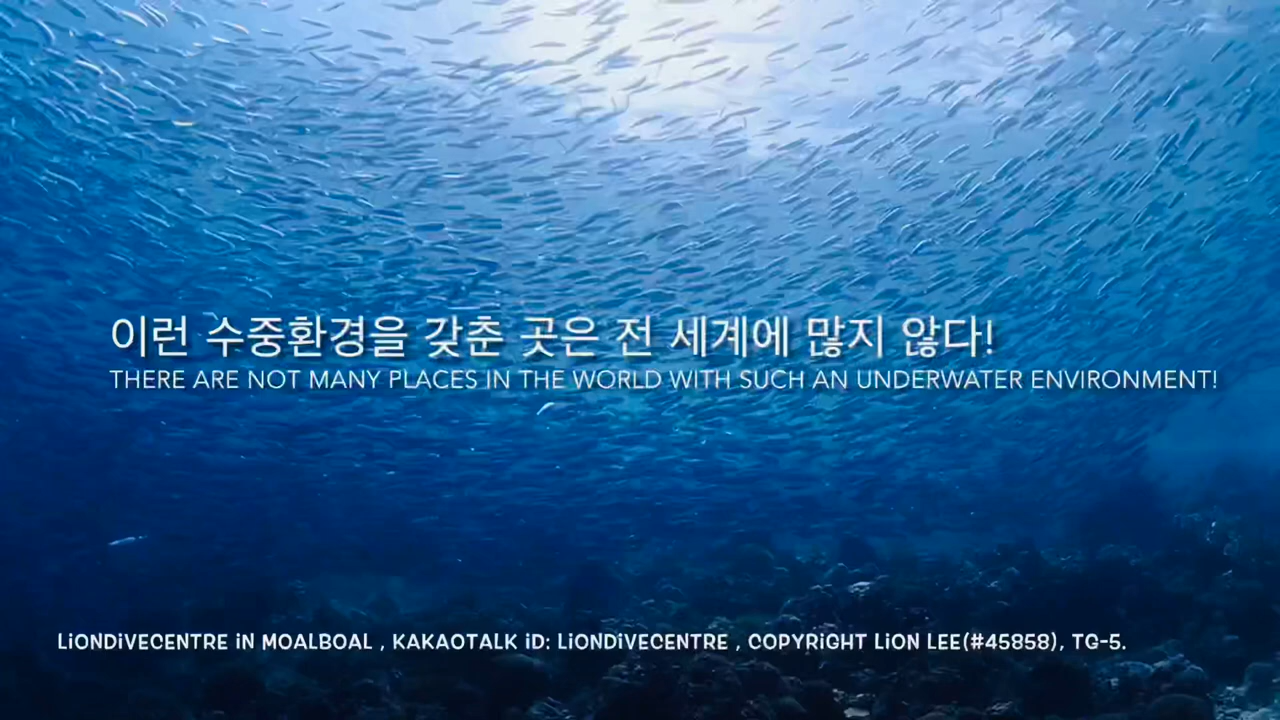 이런 수중환경을 갖춘 곳은 전 세계에 많지 않다!
THERE ARE NOT MANY PLACES IN THE WORLD WITH SUCH AN UNDERWATER ENVIRONMENT!
LiONDiVECENTRE iN MOALBOAL , KAKAOTALK iD: LiONDiVECENTRE , COPYRiGHT LiON LEE(#45858), TG-5.